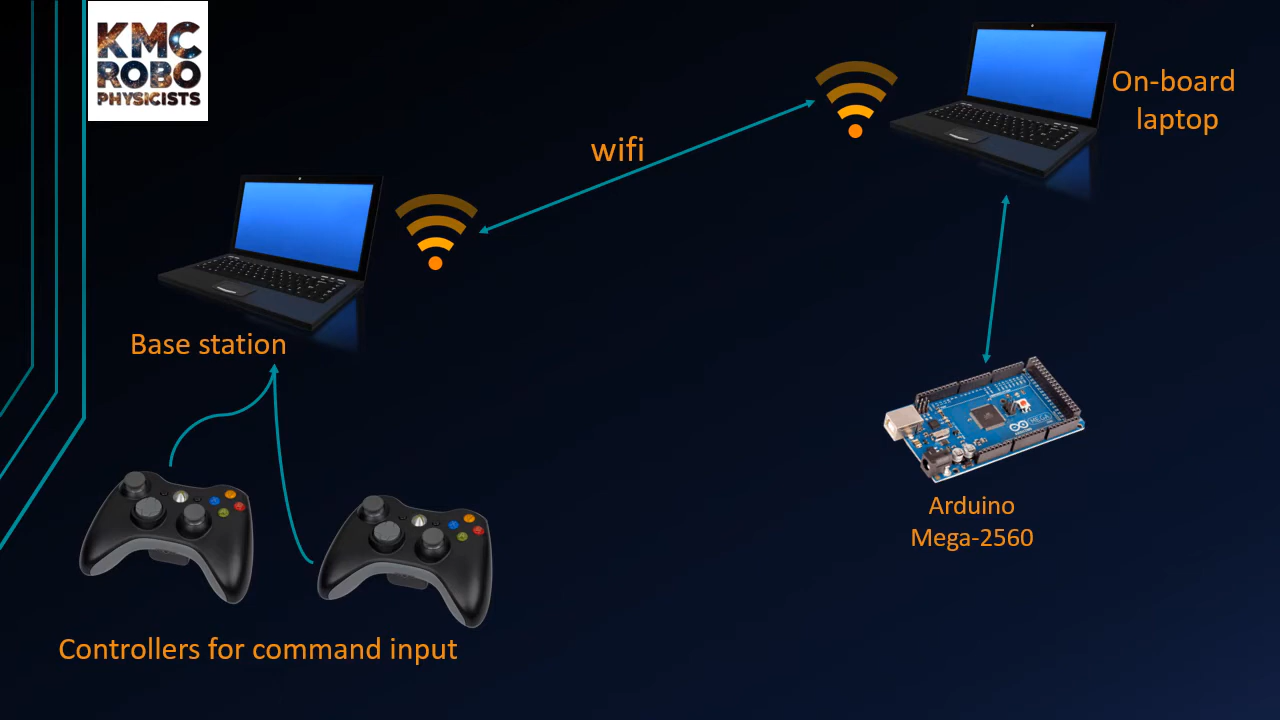 KMC
ROBO
PHYSICISTS
On-board
laptop
wifi
Base station
Arduino
Mega-2560
Controllers for command input